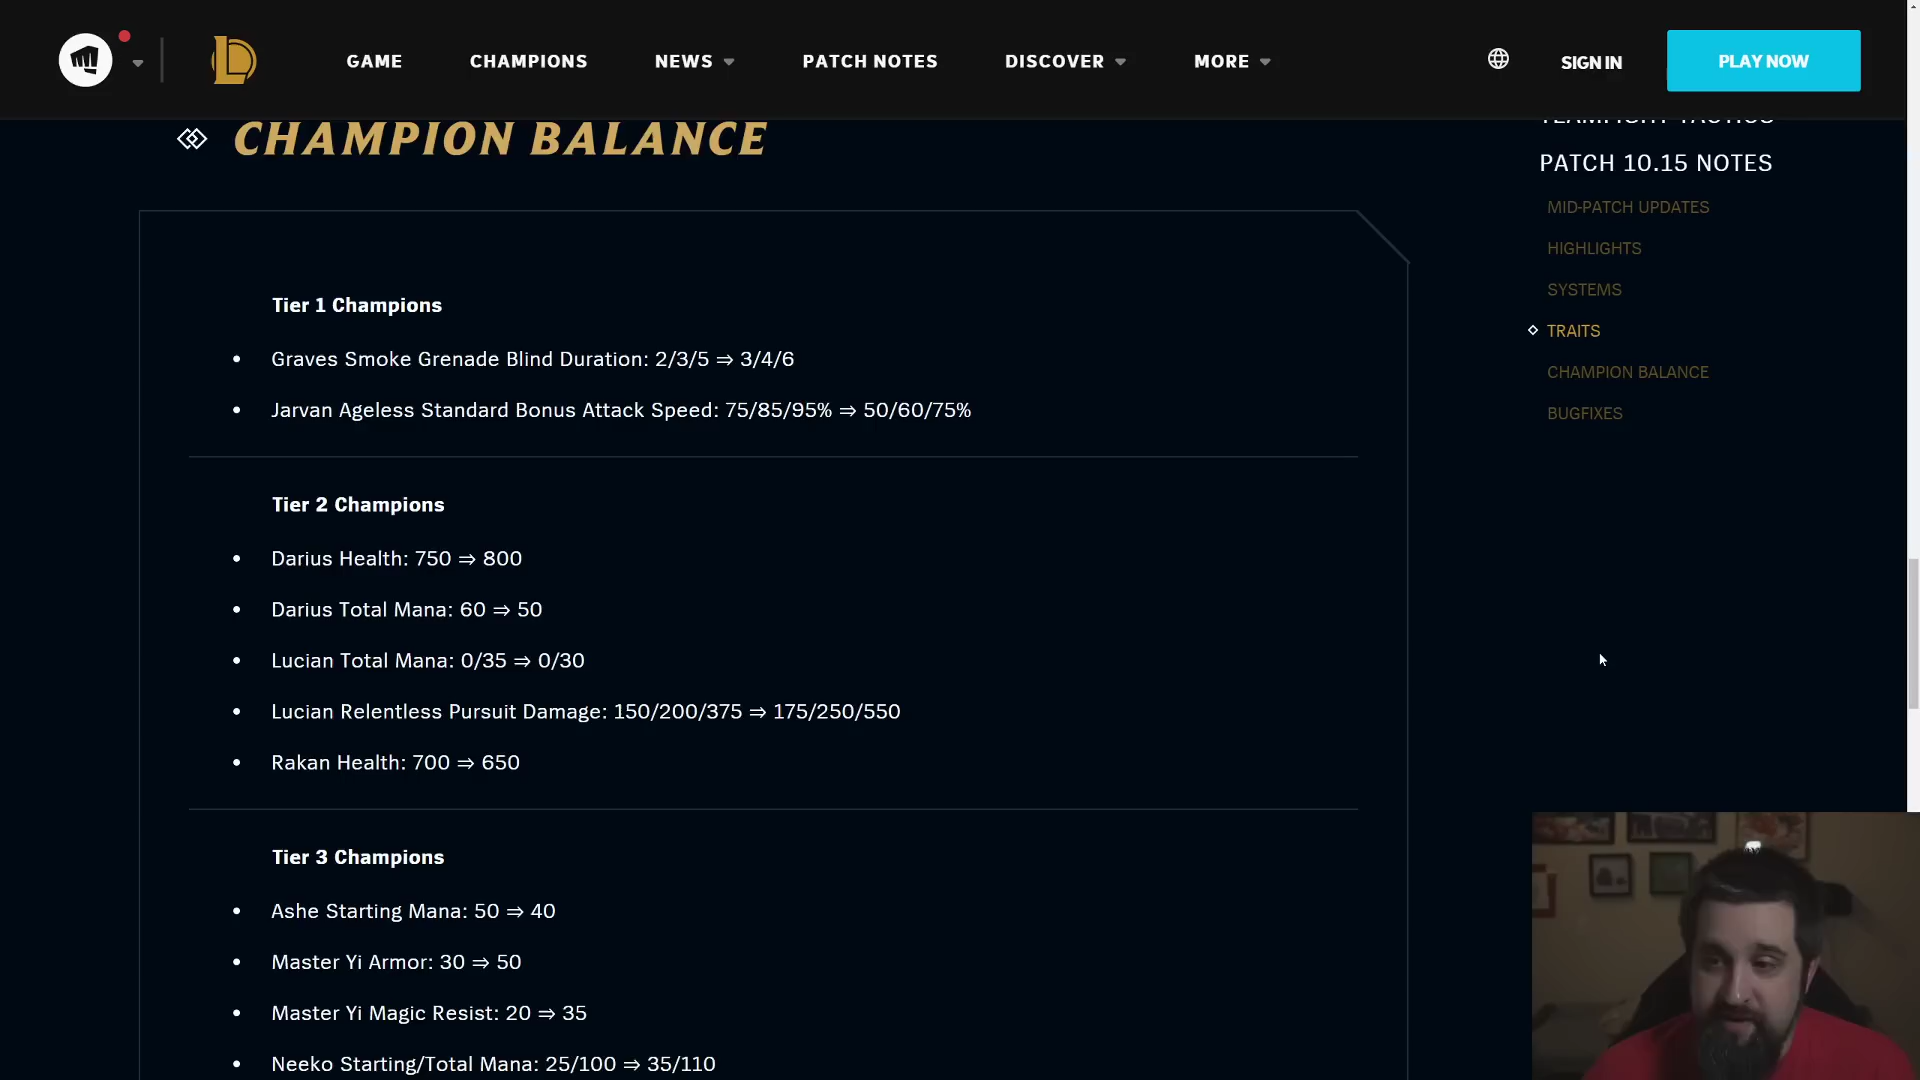 GAME
CHAMPIONS
NEWS
PATCH NOTES
DISCOVER
MORE
SIGN IN
PLAY NOW
CHAMPION BALANCE
Tier 1 Champions
• Graves Smoke Grenade Blind Duration: 2/3/5 ⇒ 3/4/6
• Jarvan Ageless Standard Bonus Attack Speed: 75/85/95% ⇒ 50/60/75%
Tier 2 Champions
• Darius Health: 750 ⇒ 800
• Darius Total Mana: 60 ⇒ 50
• Lucian Total Mana: 0/35 ⇒ 0/30
• Lucian Relentless Pursuit Damage: 150/200/375 ⇒ 175/250/550
• Rakan Health: 700 ⇒ 650
Tier 3 Champions
• Ashe Starting Mana: 50 ⇒ 40
• Master Yi Armor: 30 ⇒ 50
• Master Yi Magic Resist: 20 ⇒ 35
• Neeko Starting/Total Mana: 25/100 ⇒ 35/110
TEAMFIGHT TACTICS
PATCH 10.15 NOTES
MID-PATCH UPDATES
HIGHLIGHTS
SYSTEMS
TRAITS
CHAMPION BALANCE
BUGFIXES